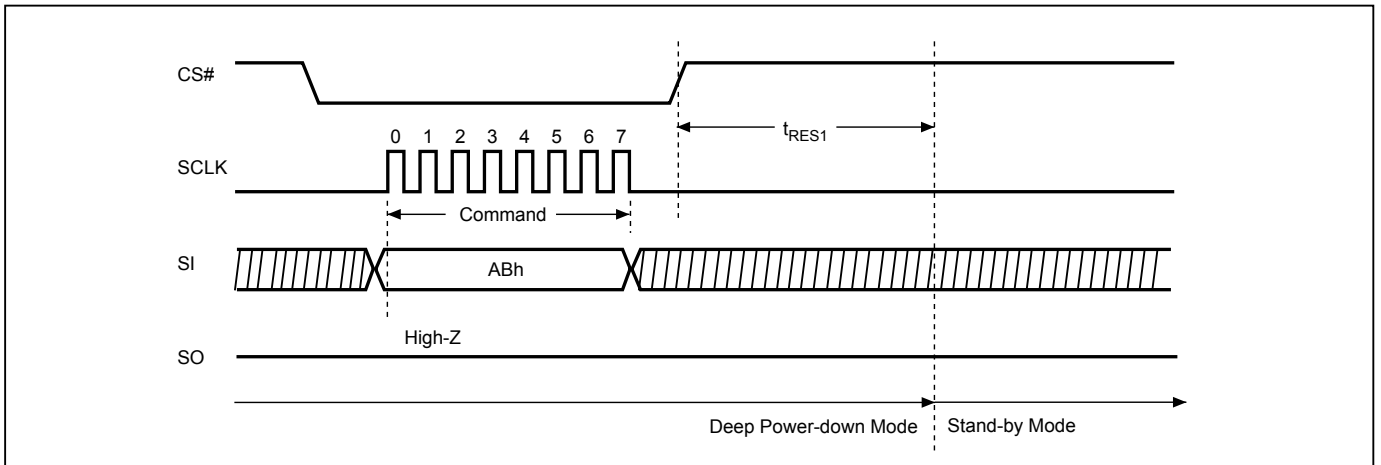 CS#
tRES1
0 1 2 3 4 5 6 7
SCLK
Command
SI
ABh
High-Z
SO
Deep Power-down Mode
Stand-by Mode